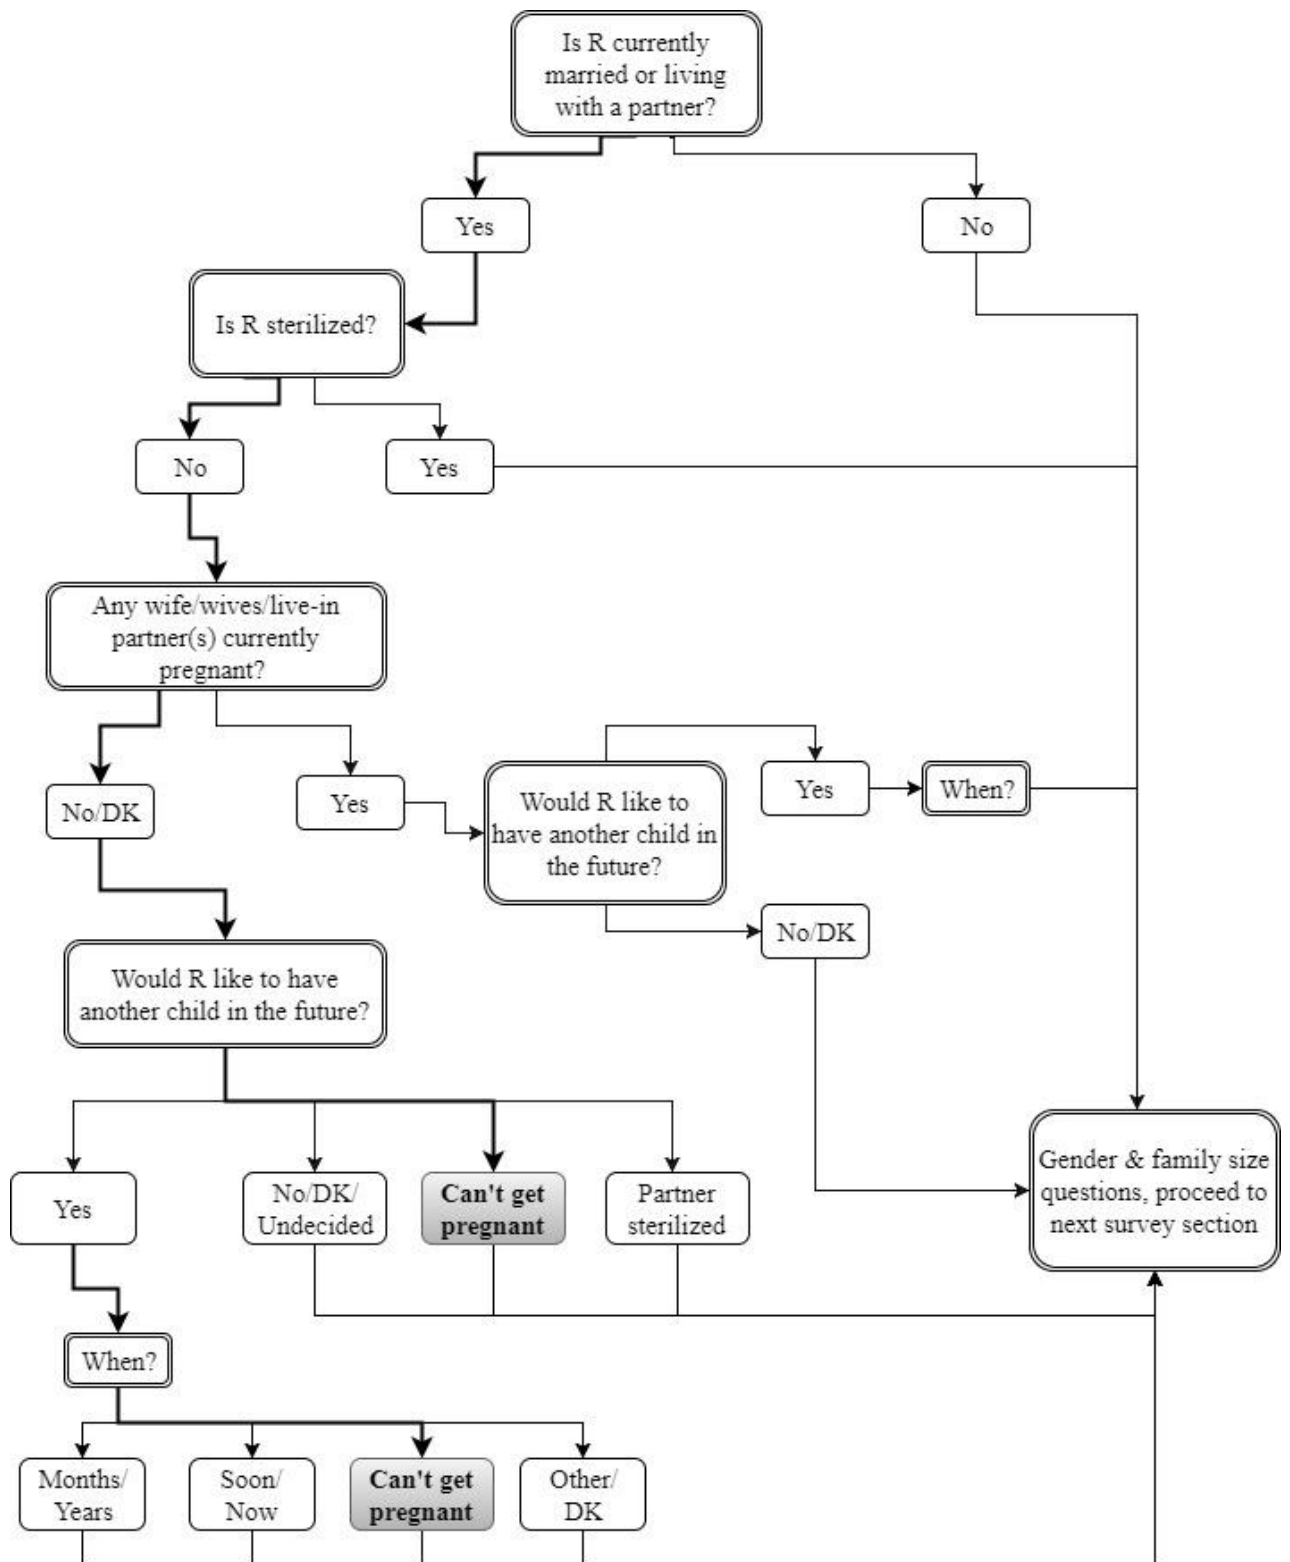 Is R currently
married or living
with a partner?
Yes
No
Is R sterilized?
No
Yes
Any wife/wives/live-in
partner(s) currently
pregnant?
No/DK
Yes
Would R like to
have another child in
the future?
Yes
When?
No/DK
Would R like to have
another child in the future?
Yes
No/DK/
Undecided
Can't get
pregnant
Partner
sterilized
Gender & family size
questions, proceed to
next survey section
When?
Months/
Years
Soon/
Now
Can't get
pregnant
Other/
DK